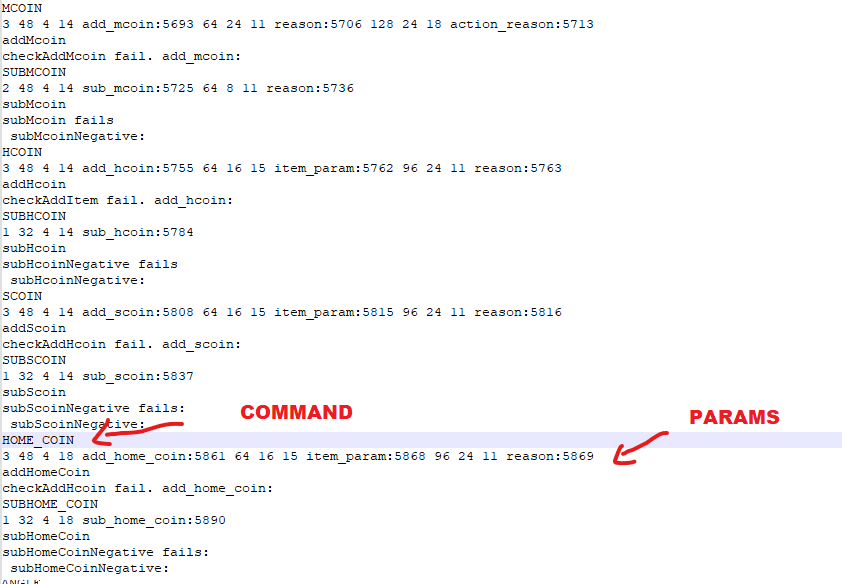 MCOIN
3 48 4 14 add_mcoin:5693 64 24 11 reason:5706 128 24 18 action_reason:5713
addMcoin
checkAddMcoin fail. add_mcoin:
SUBMCOIN
2 48 4 14 sub_mcoin:5725 64 8 11 reason:5736
subMcoin
subMcoin fails
 subMcoinNegative:
HCOIN
3 48 4 14 add_hcoin:5755 64 16 15 item_param:5762 96 24 11 reason:5763
addHcoin
checkAddItem fail. add_hcoin:
SUBHCOIN
1 32 4 14 sub_hcoin:5784
subHcoin
subHcoinNegative fails
 subHcoinNegative:
SCOIN
3 48 4 14 add_scoin:5808 64 16 15 item_param:5815 96 24 11 reason:5816
addScoin
checkAddHcoin fail. add_scoin:
SUBSCOIN
1 32 4 14 sub_scoin:5837
subScoin
subScoinNegative fails:
COMMAND
PARAMS
 subScoinNegative:
HOME_COIN
3 48 4 18 add_home_coin:5861 64 16 15 item_param:5868 96 24 11 reason:5869
addHomeCoin
checkAddHcoin fail. add_home_coin:
SUBHOME_COIN
1 32 4 18 sub_home_coin:5890
subHomeCoin
subHomeCoinNegative fails:
 subHomeCoinNegative: